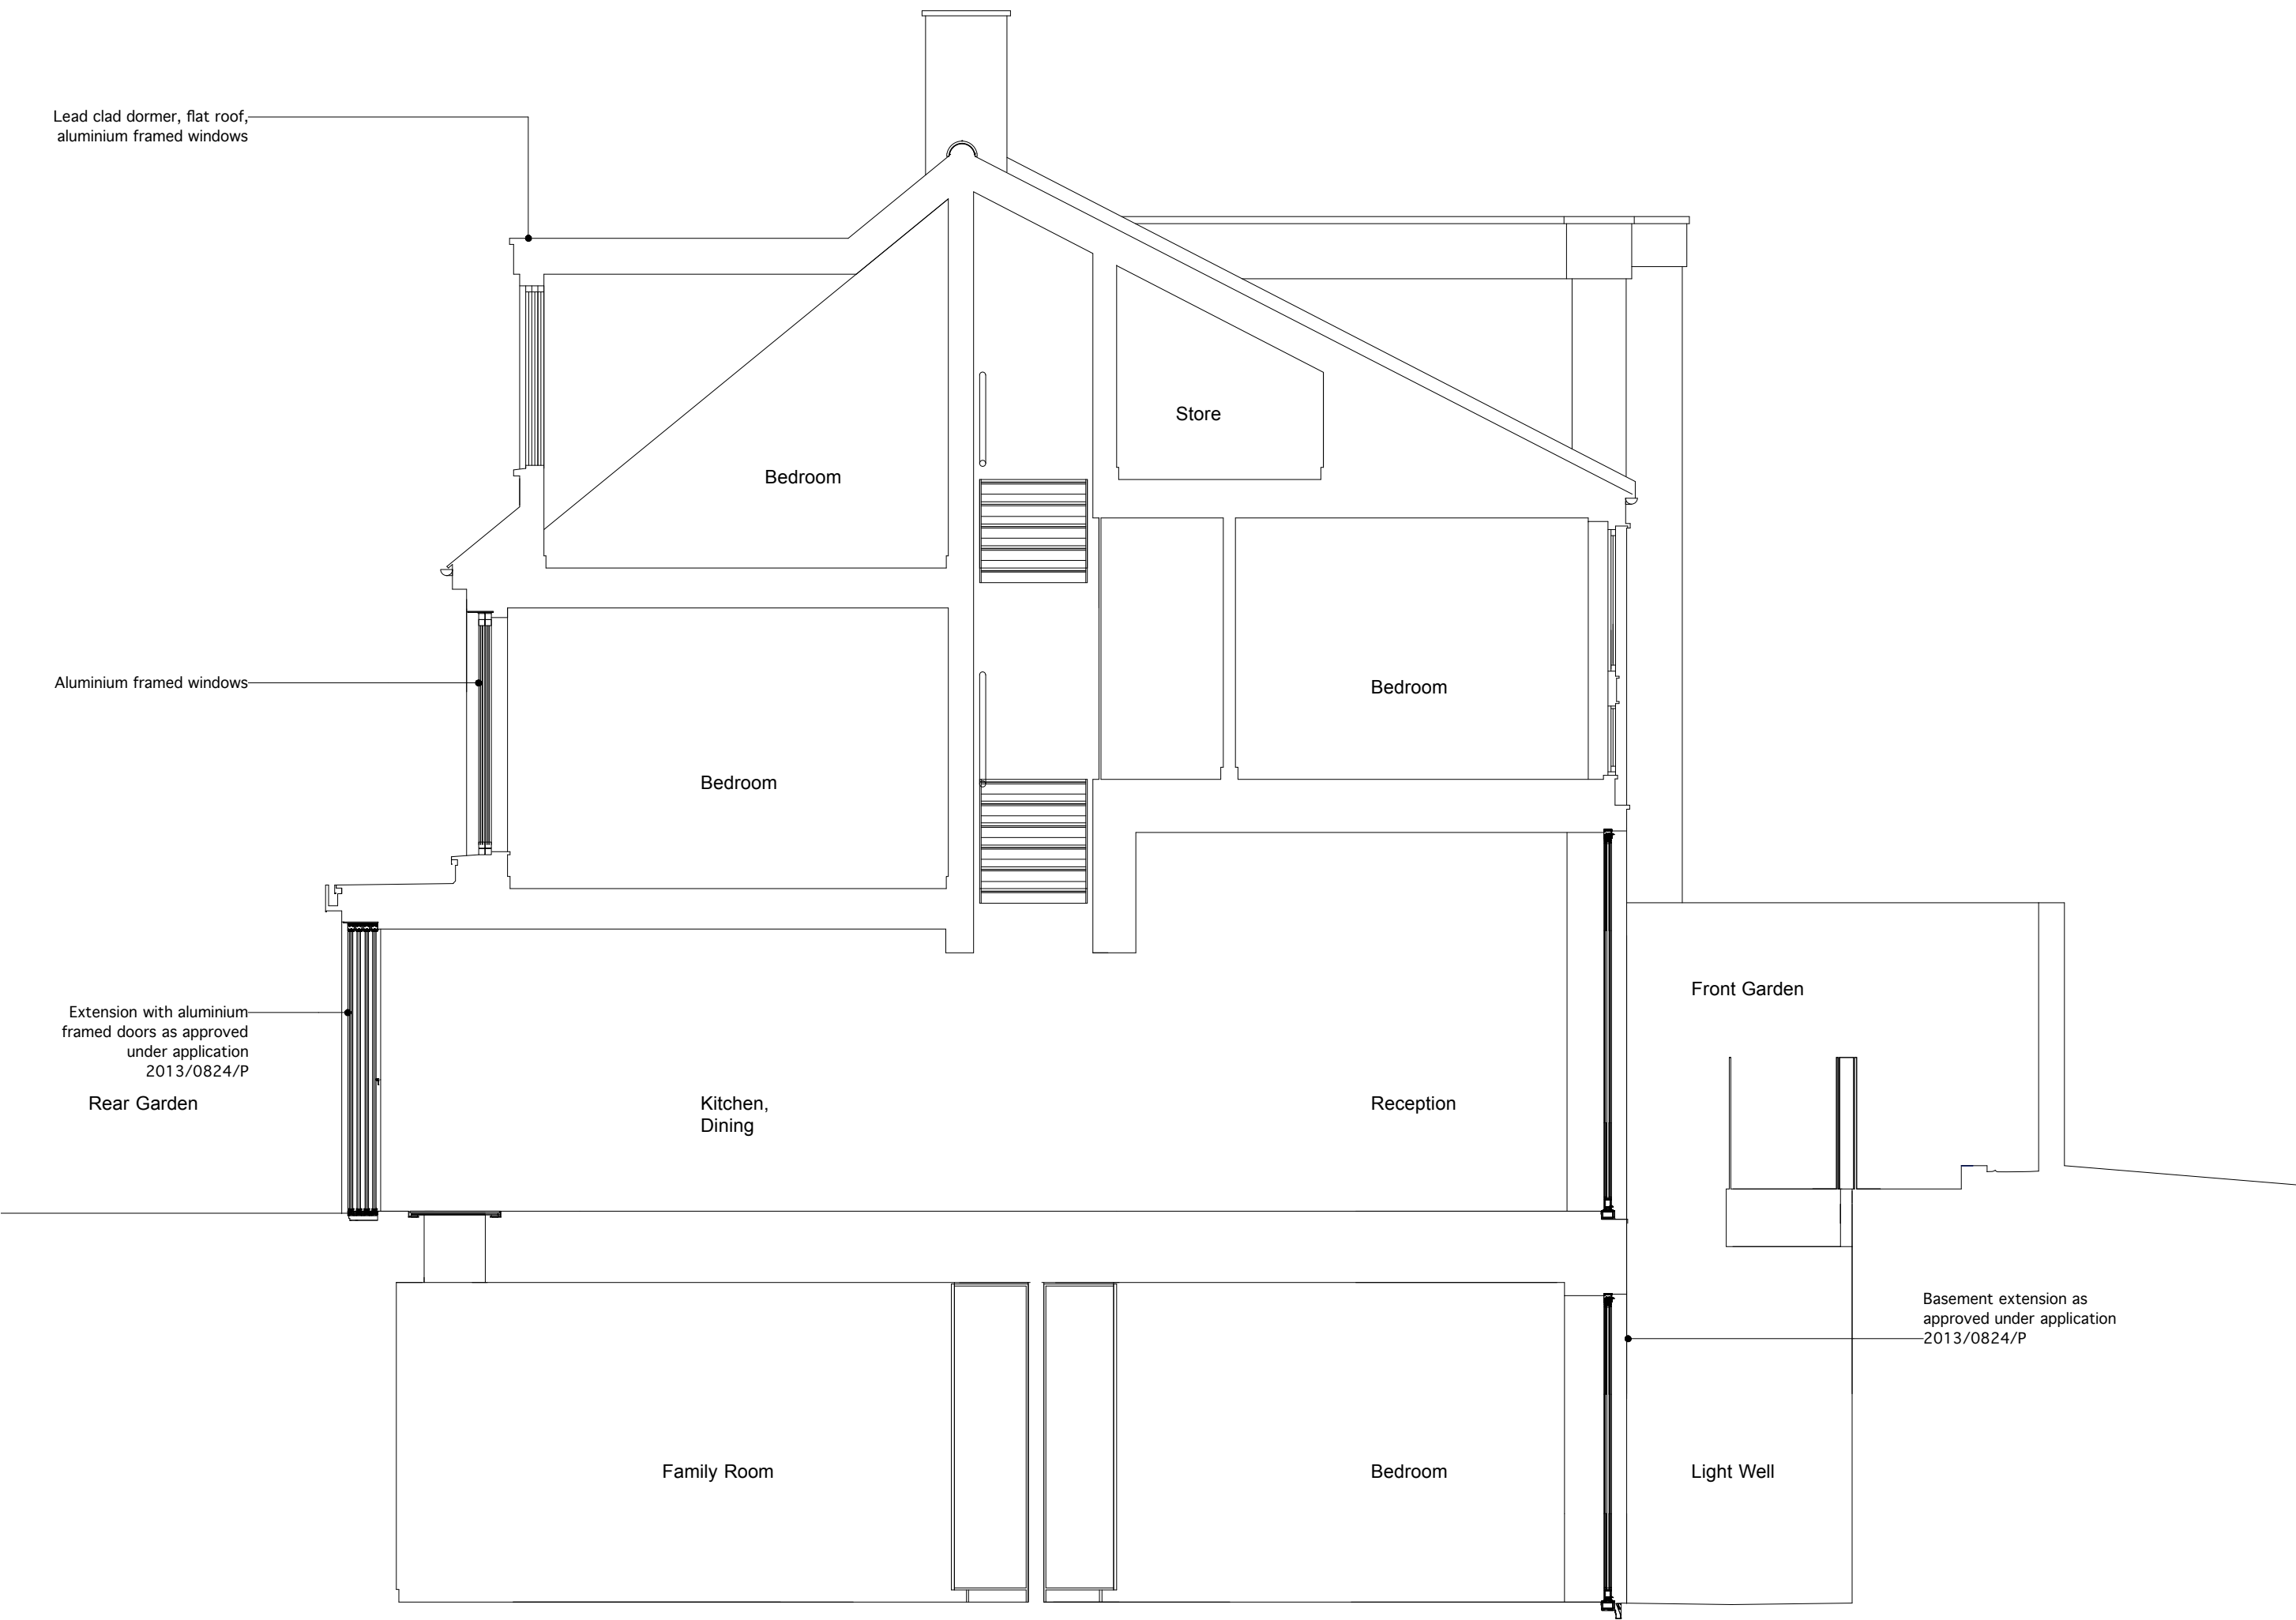 Lead clad dormer, flat roof,
aluminium framed windows
Store
Bedroom
Aluminium framed windows
Bedroom
Bedroom
Front Garden
Extension with aluminium
framed doors as approved
under application
2013/0824/P
Rear Garden
Kitchen,
Dining
Reception
Basement extension as
approved under application
2013/0824/P
Family Room
Bedroom
Light Well